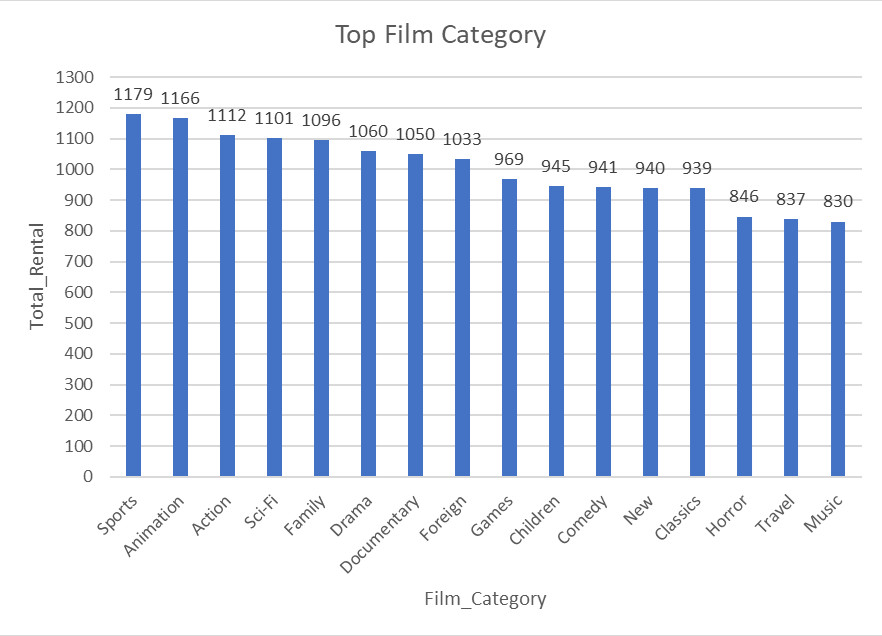 Top Film Category
Total_Rental
1300
1200
1100
1000
900
800
700
600
500
400
300
200
100
0
1179 1166 1112 1101 1096 1060 1050 1033 969 945 941 940 939 846 837 830
Sports Animation Action Sci-Fi Family Drama Documentary Foreign Games Children Comedy New Classics Horror Travel Music
Film_Category